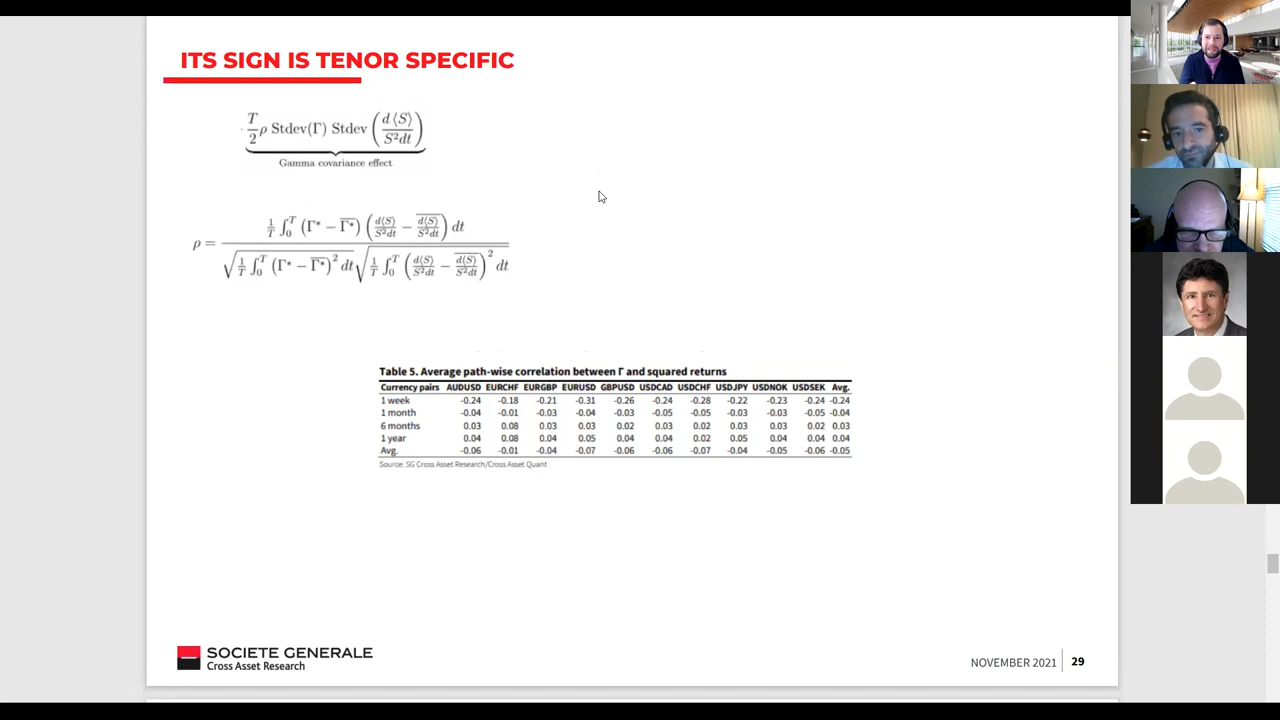 ITS SIGN IS TENOR SPECIFIC
T/2 ρ Stdev(Γ) Stdev (d⟨S⟩/S²dt)
Gamma covariance effect
ρ = 1/T ∫₀ᵀ (Γ* − Γ̅*̅) (d⟨S⟩/S²dt − d⟨S⟩/S²dt) dt / √(1/T ∫₀ᵀ (Γ* − Γ̅*̅)² dt) √(1/T ∫₀ᵀ (d⟨S⟩/S²dt − d⟨S⟩/S²dt)² dt)
Table 5. Average path-wise correlation between Γ and squared returns
Currency pairs AUDUSD EURCHF EURGBP EURUSD GBPUSD USDCAD USDCHF USDJPY USDNOK USDSEK Avg.
1 week -0.24 -0.18 -0.21 -0.31 -0.26 -0.24 -0.28 -0.22 -0.23 -0.24 -0.24
1 month -0.04 -0.01 -0.03 -0.04 -0.03 -0.05 -0.05 -0.03 -0.03 -0.05 -0.04
6 months 0.03 0.08 0.03 0.03 0.02 0.03 0.02 0.03 0.03 0.02 0.03
1 year 0.04 0.08 0.04 0.05 0.04 0.04 0.02 0.05 0.04 0.04 0.04
Avg. -0.06 -0.01 -0.04 -0.07 -0.06 -0.06 -0.07 -0.04 -0.05 -0.06 -0.05
Source: SG Cross Asset Research/Cross Asset Quant
SOCIETE GENERALE
Cross Asset Research
NOVEMBER 2021 29